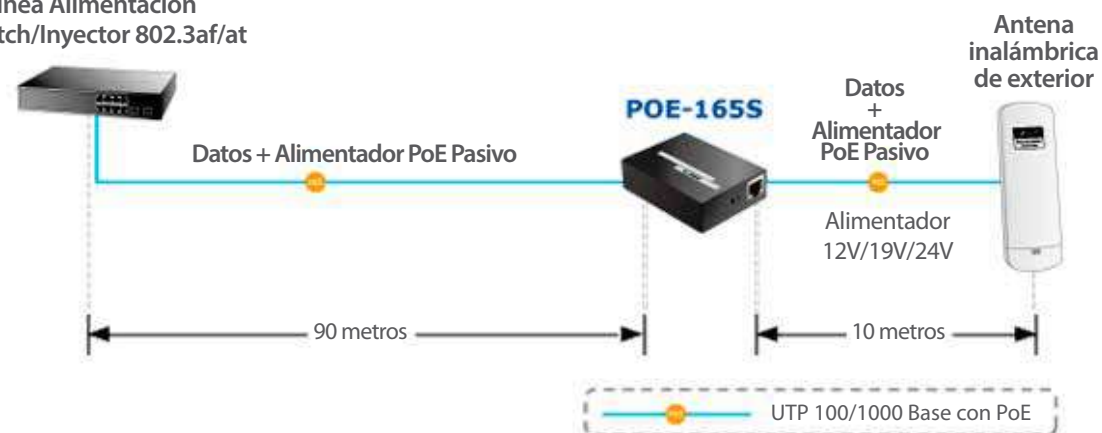 Alimentación
Switch/Inyector 802.3af/at
Antena
inalámbrica
de exterior
POE-165S
Datos
+
Alimentador
PoE Pasivo
Datos + Alimentador PoE Pasivo
Alimentador
12V/19V/24V
90 metros
10 metros
UTP 100/1000 Base con PoE